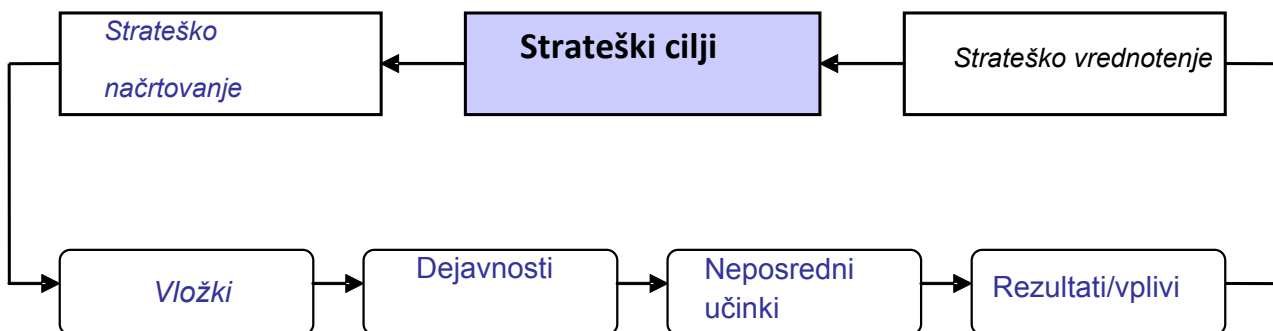 Strateško
načrtovanje
Strateški cilji
Strateško vrednotenje
Vložki
Dejavnosti
Neposredni
učinki
Rezultati/vplivi